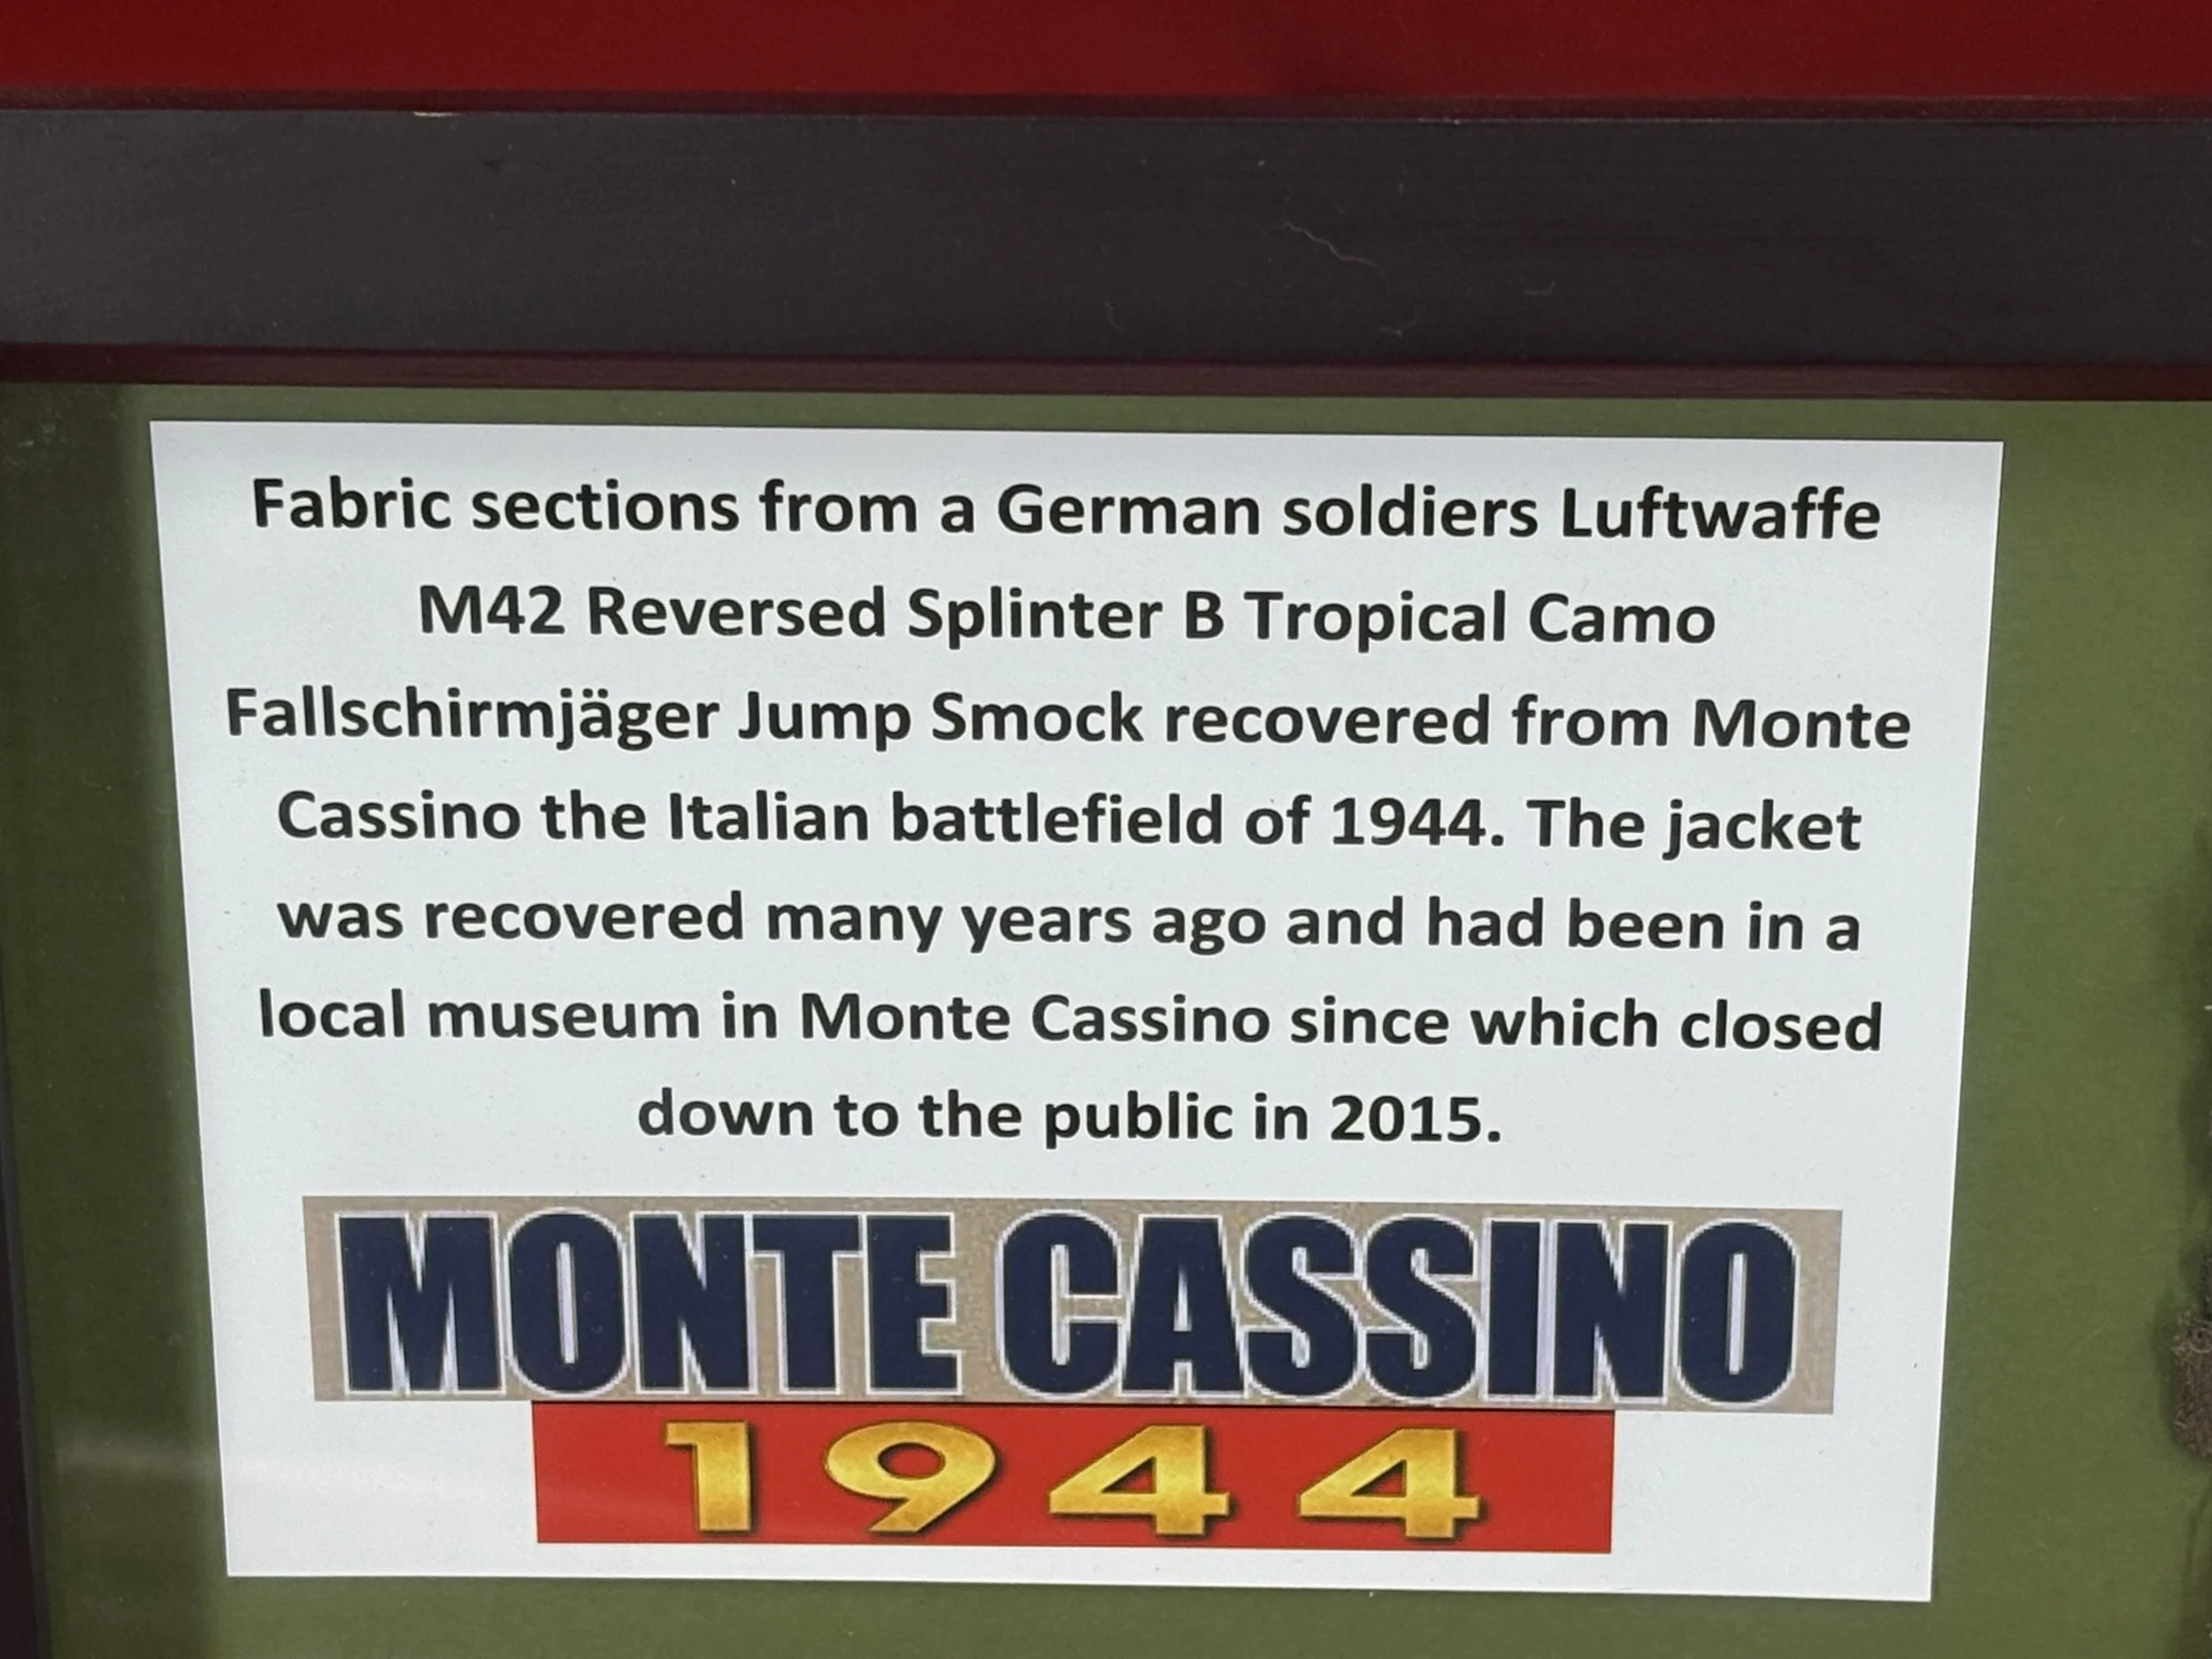 Fabric sections from a German soldiers Luftwaffe
M42 Reversed Splinter B Tropical Camo
Fallschirmjäger Jump Smock recovered from Monte
Cassino the Italian battlefield of 1944. The jacket
was recovered many years ago and had been in a
local museum in Monte Cassino since which closed
down to the public in 2015.
MONTE CASSINO
1944